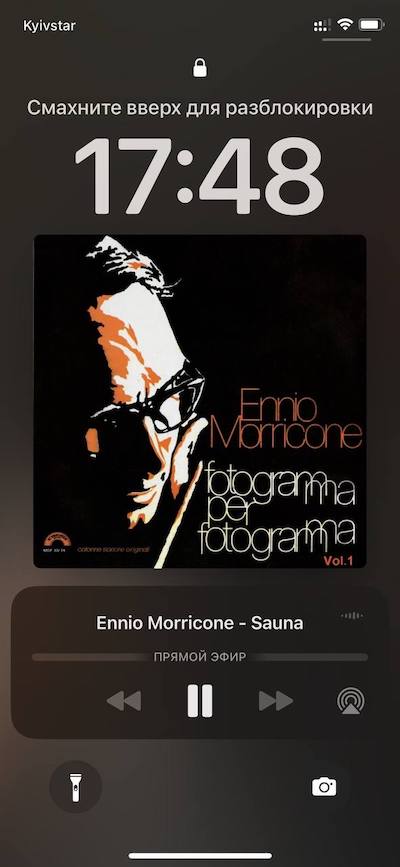 Kyivstar
Смахните вверх для разблокировки
17:48
Ennio
Morricone
fotogramma
per
fotogramma
Vol.1
colonne sonore originali
Ennio Morricone - Sauna
ПРЯМОЙ ЭФИР